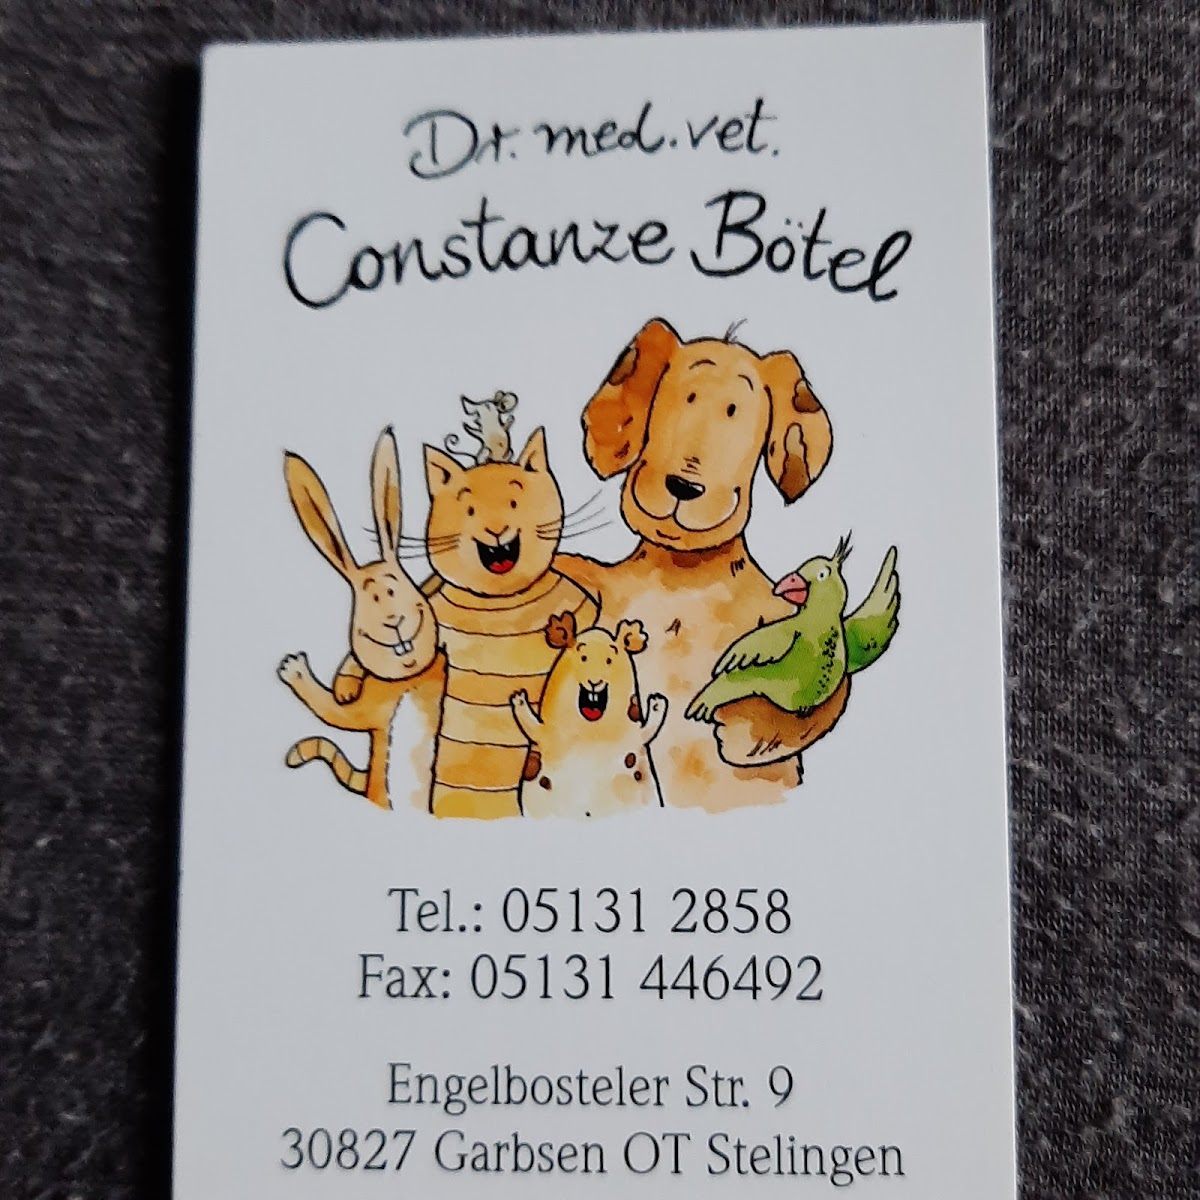 Dr. med. vet.
Constanze Bötel
Tel.: 05131 2858
Fax: 05131 446492
Engelbosteler Str. 9
30827 Garbsen OT Stelingen